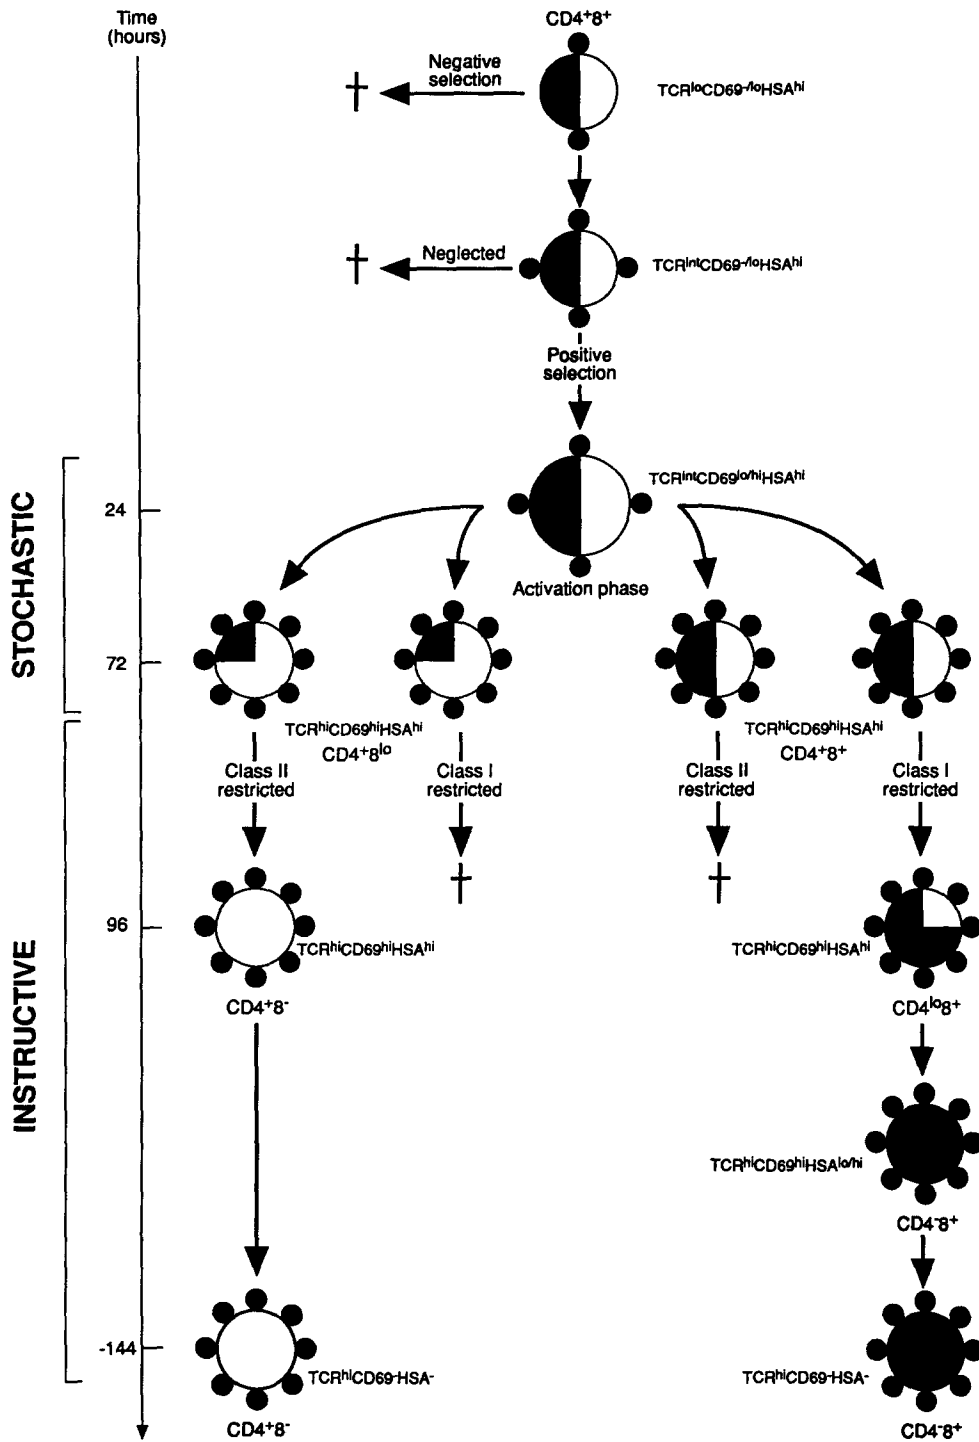 Time
(hours)
CD4⁺8⁺
Negative
selection
TCRˡᵒCD69⁻/ˡᵒHSAʰⁱ
Neglected
TCRⁱⁿᵗCD69⁻/ˡᵒHSAʰⁱ
Positive
selection
TCRⁱⁿᵗCD69ˡᵒ/ʰⁱHSAʰⁱ
24
Activation phase
STOCHASTIC
72
TCRʰⁱCD69ʰⁱHSAʰⁱ
CD4⁺8ˡᵒ
TCRʰⁱCD69ʰⁱHSAʰⁱ
CD4⁺8⁺
Class II
restricted
Class I
restricted
Class II
restricted
Class I
restricted
96
TCRʰⁱCD69ʰⁱHSAʰⁱ
CD4⁺8⁻
TCRʰⁱCD69ʰⁱHSAʰⁱ
CD4ˡᵒ8⁺
INSTRUCTIVE
TCRʰⁱCD69ʰⁱHSAˡᵒ/ʰⁱ
CD4⁻8⁺
-144
TCRʰⁱCD69⁻HSA⁻
CD4⁺8⁻
TCRʰⁱCD69⁻HSA⁻
CD4⁻8⁺